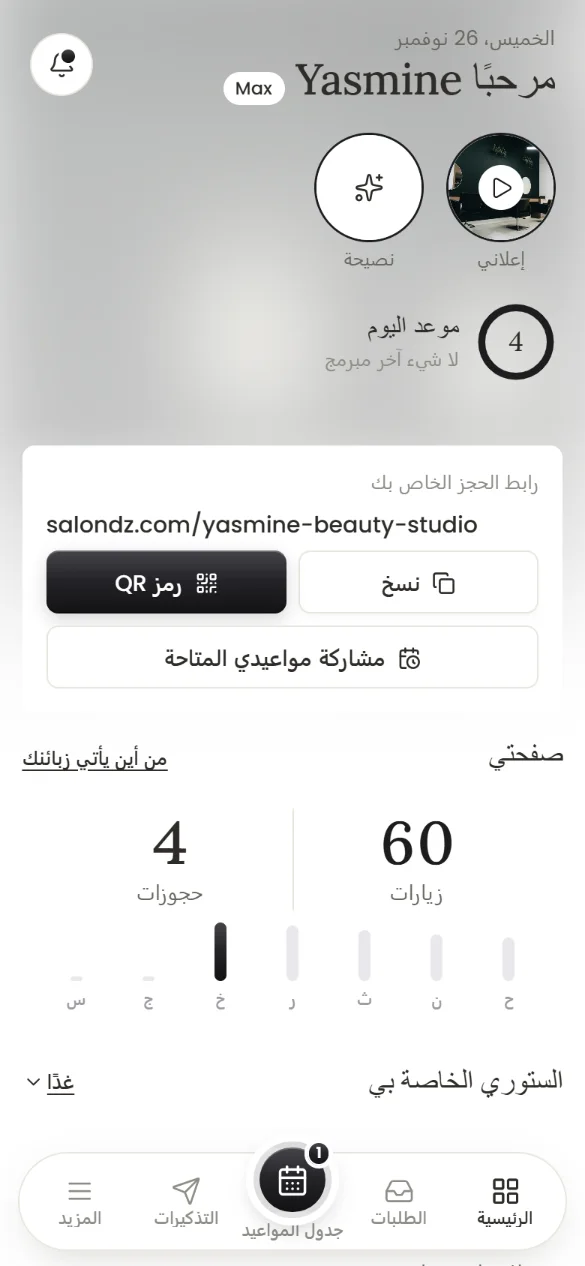 الخميس، 26 نوفمبر
مرحبًا Yasmine Max
إعلاني
نصيحة
4
موعد اليوم
لا شيء آخر مبرمج
رابط الحجز الخاص بك
salondz.com/yasmine-beauty-studio
نسخ
رمز QR
مشاركة مواعيدي المتاحة
صفحتي
من أين يأتي زبائنك
60
زيارات
4
حجوزات
ح ن ث ر خ ج س
الستوري الخاصة بي
غدًا
1
الرئيسية
الطلبات
جدول المواعيد
التذكيرات
المزيد